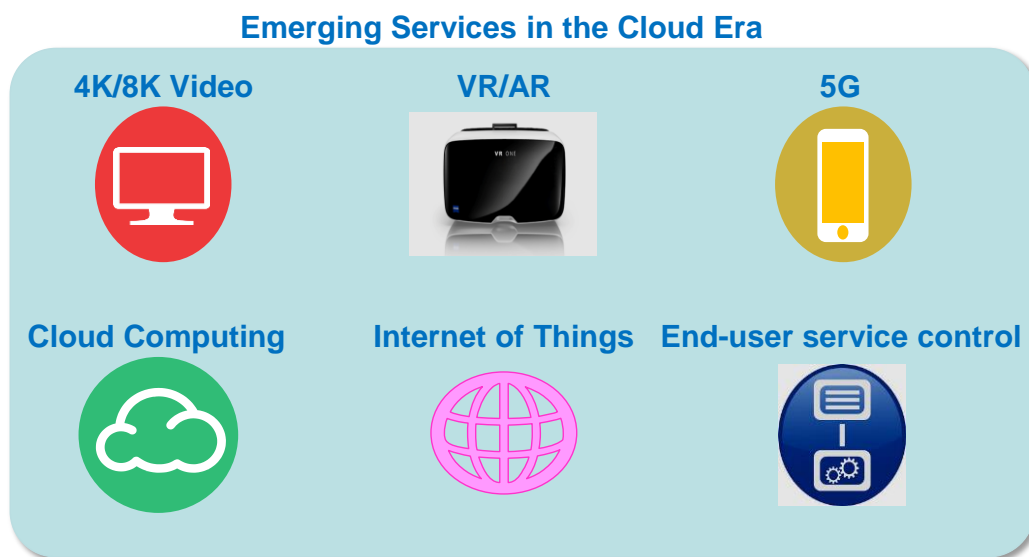 Emerging Services in the Cloud Era
4K/8K Video
VR/AR
5G
VR ONE
Cloud Computing
Internet of Things
End-user service control